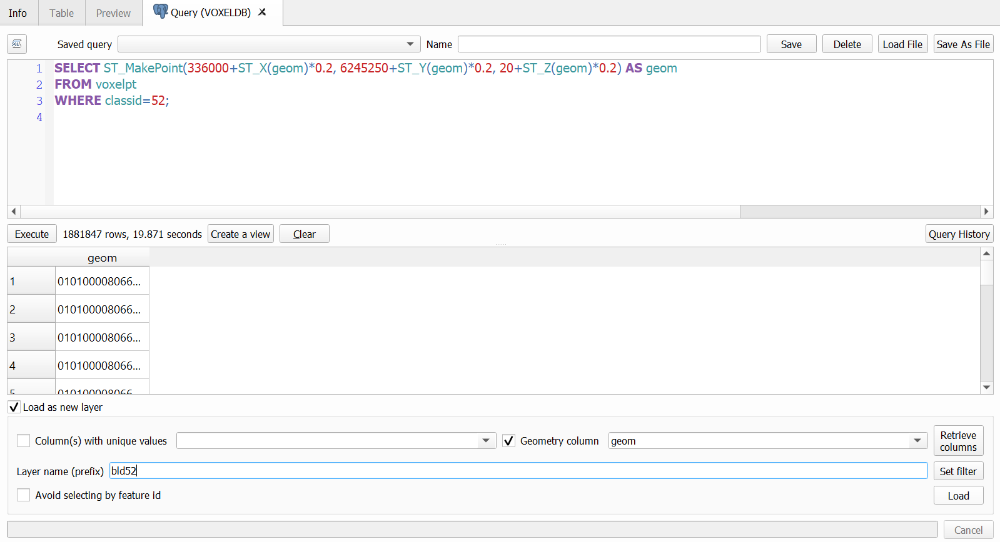 Info
Table
Preview
Query (VOXELDB)
SQL
Saved query
Name
Save
Delete
Load File
Save As File
1 SELECT ST_MakePoint(336000+ST_X(geom)*0.2, 6245250+ST_Y(geom)*0.2, 20+ST_Z(geom)*0.2) AS geom
2 FROM voxelpt
3 WHERE classid=52;
4
Execute
1881847 rows, 19.871 seconds
Create a view
Clear
Query History
geom
1 010100008066...
2 010100008066...
3 010100008066...
4 010100008066...
5 010100008066...
Load as new layer
Column(s) with unique values
Geometry column
geom
Retrieve
columns
Layer name (prefix)
bld52
Set filter
Avoid selecting by feature id
Load
Cancel